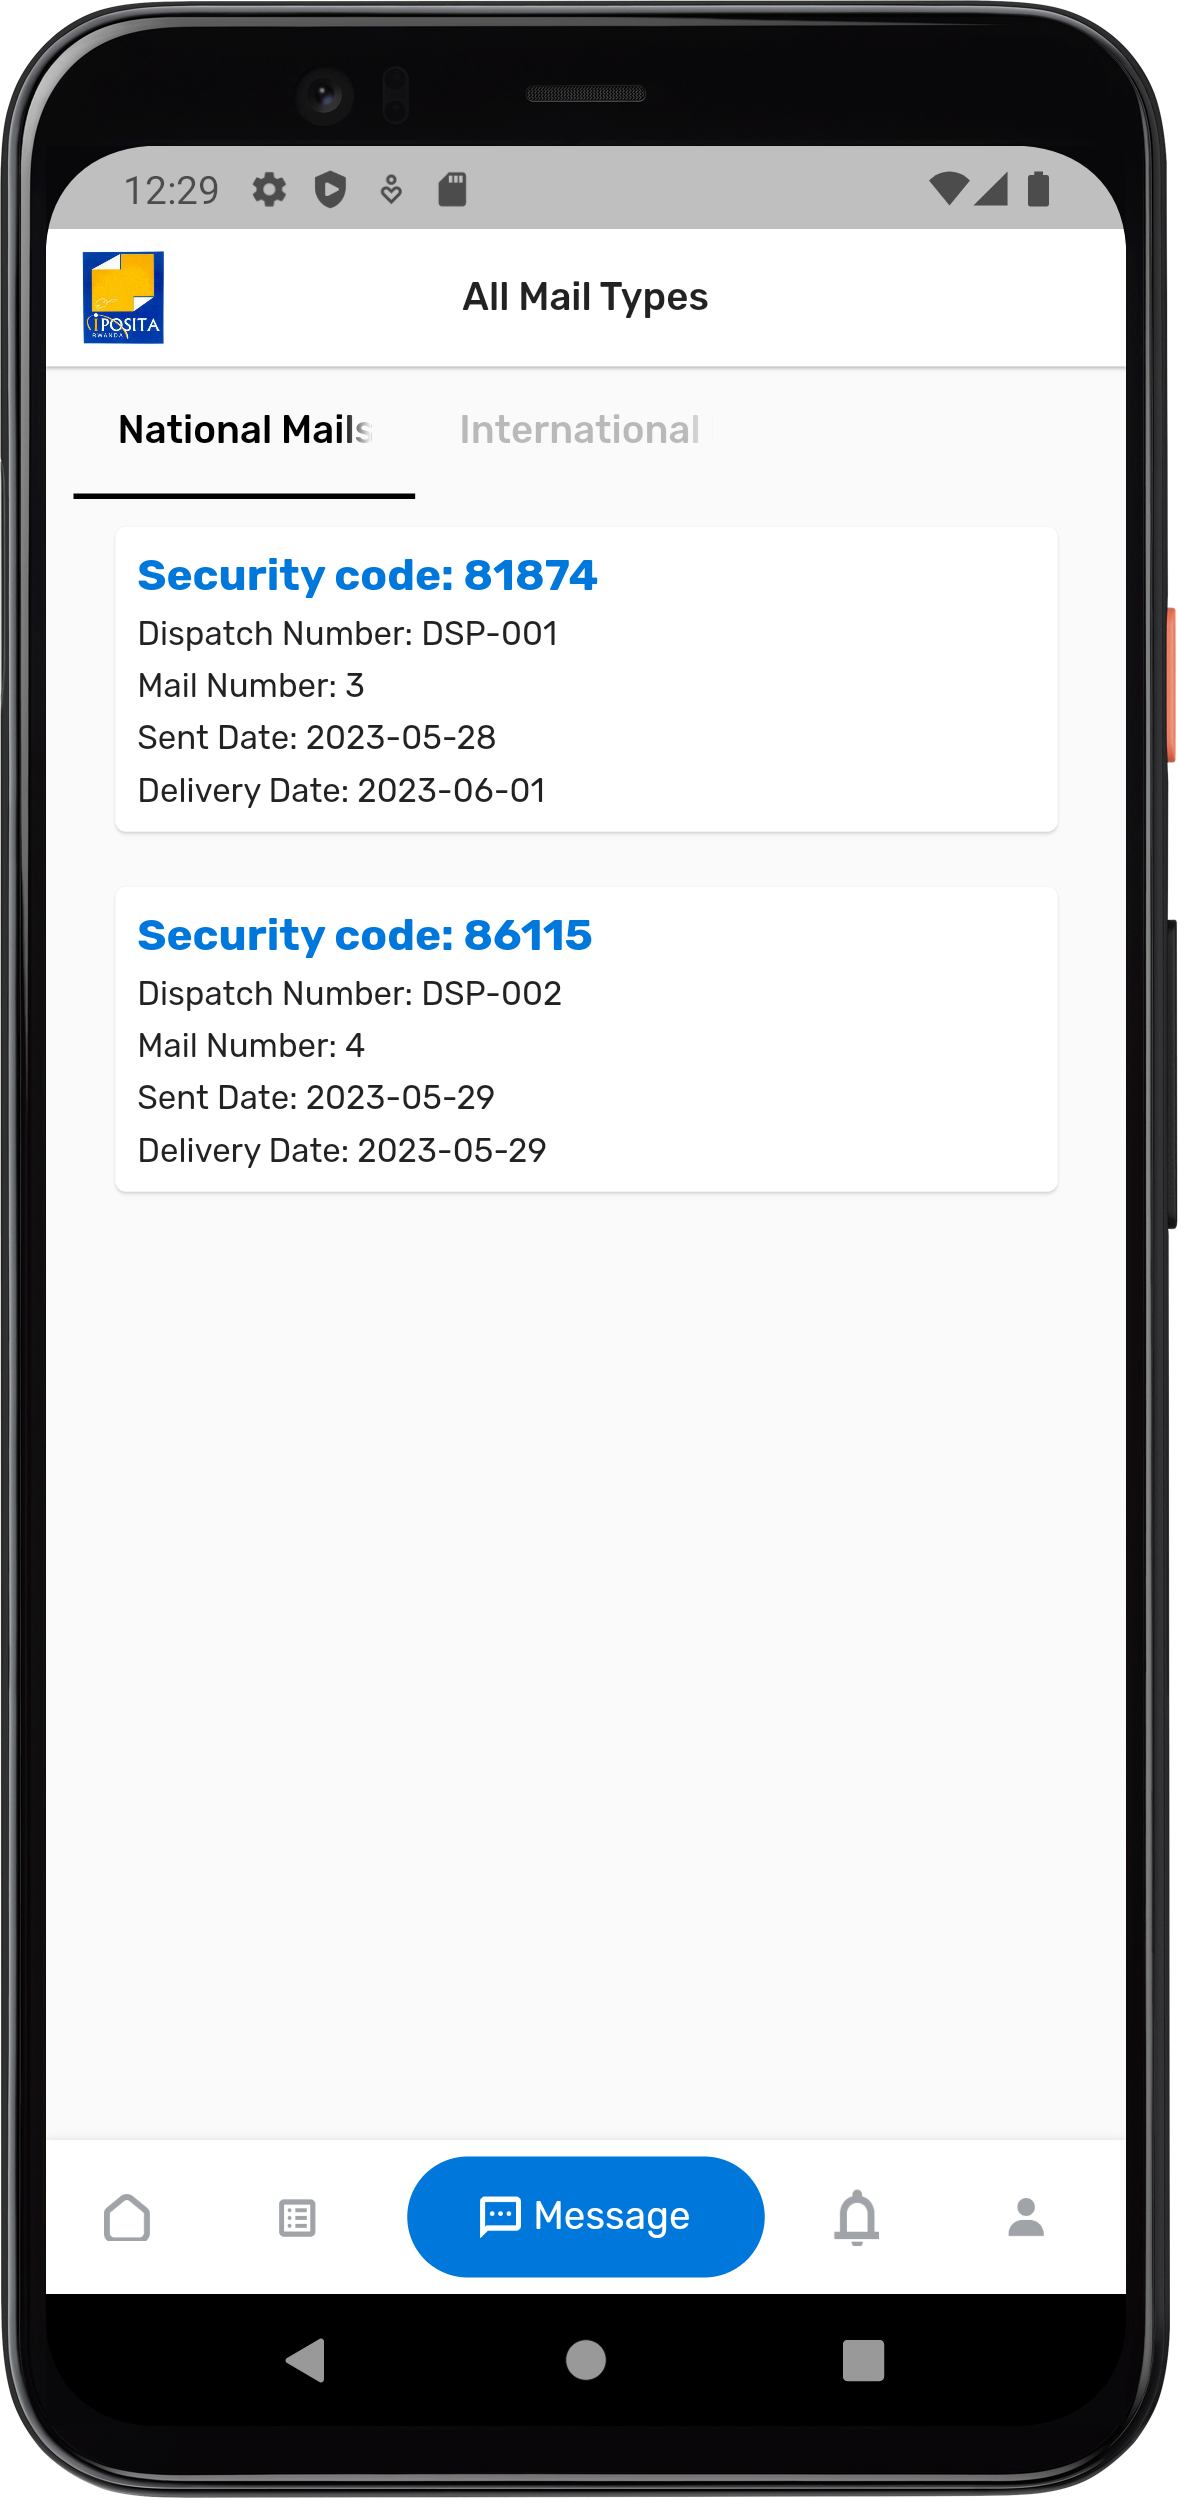 12:29
iPOSITA
RWANDA
All Mail Types
National Mails
International
Security code: 81874
Dispatch Number: DSP-001
Mail Number: 3
Sent Date: 2023-05-28
Delivery Date: 2023-06-01
Security code: 86115
Dispatch Number: DSP-002
Mail Number: 4
Sent Date: 2023-05-29
Delivery Date: 2023-05-29
Message